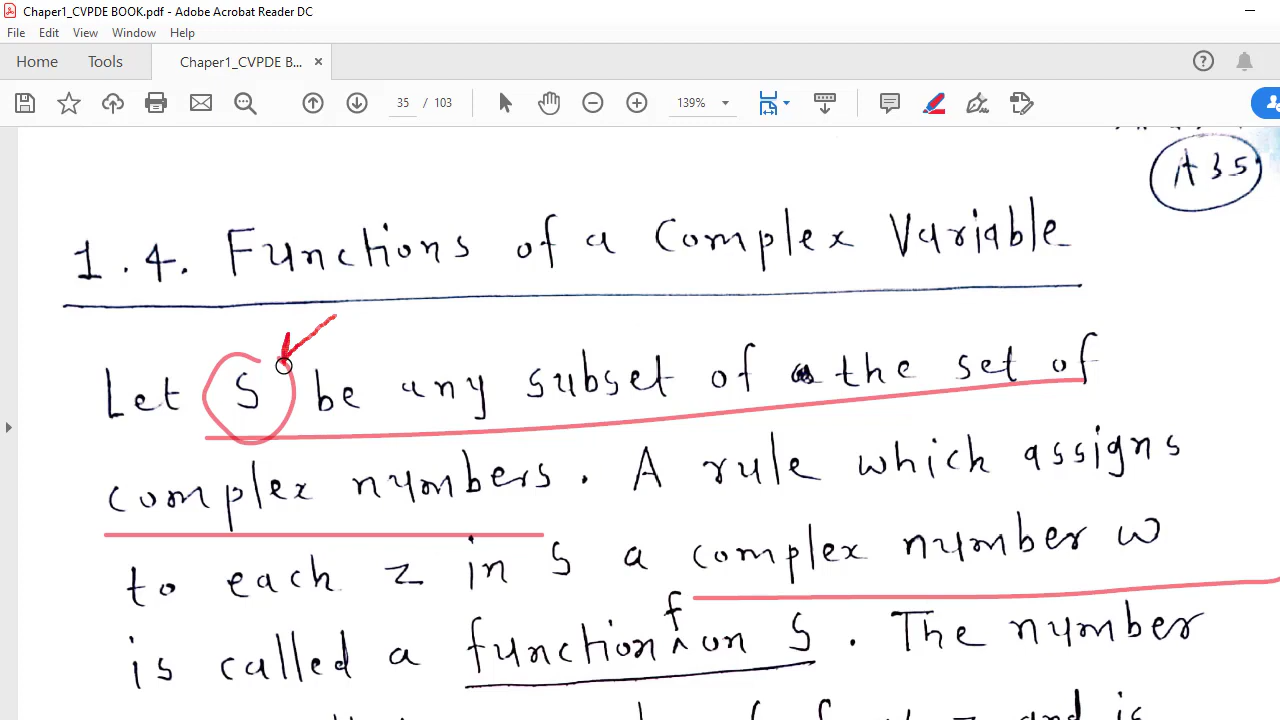 Chaper1_CVPDE BOOK.pdf - Adobe Acrobat Reader DC
File Edit View Window Help
Home Tools Chaper1_CVPDE B... ×
35 / 103 139%
A35
1.4. Functions of a Complex Variable
Let S be any subset of the set of
complex numbers. A rule which assigns
to each z in S a complex number w
is called a function f on S. The number
and is